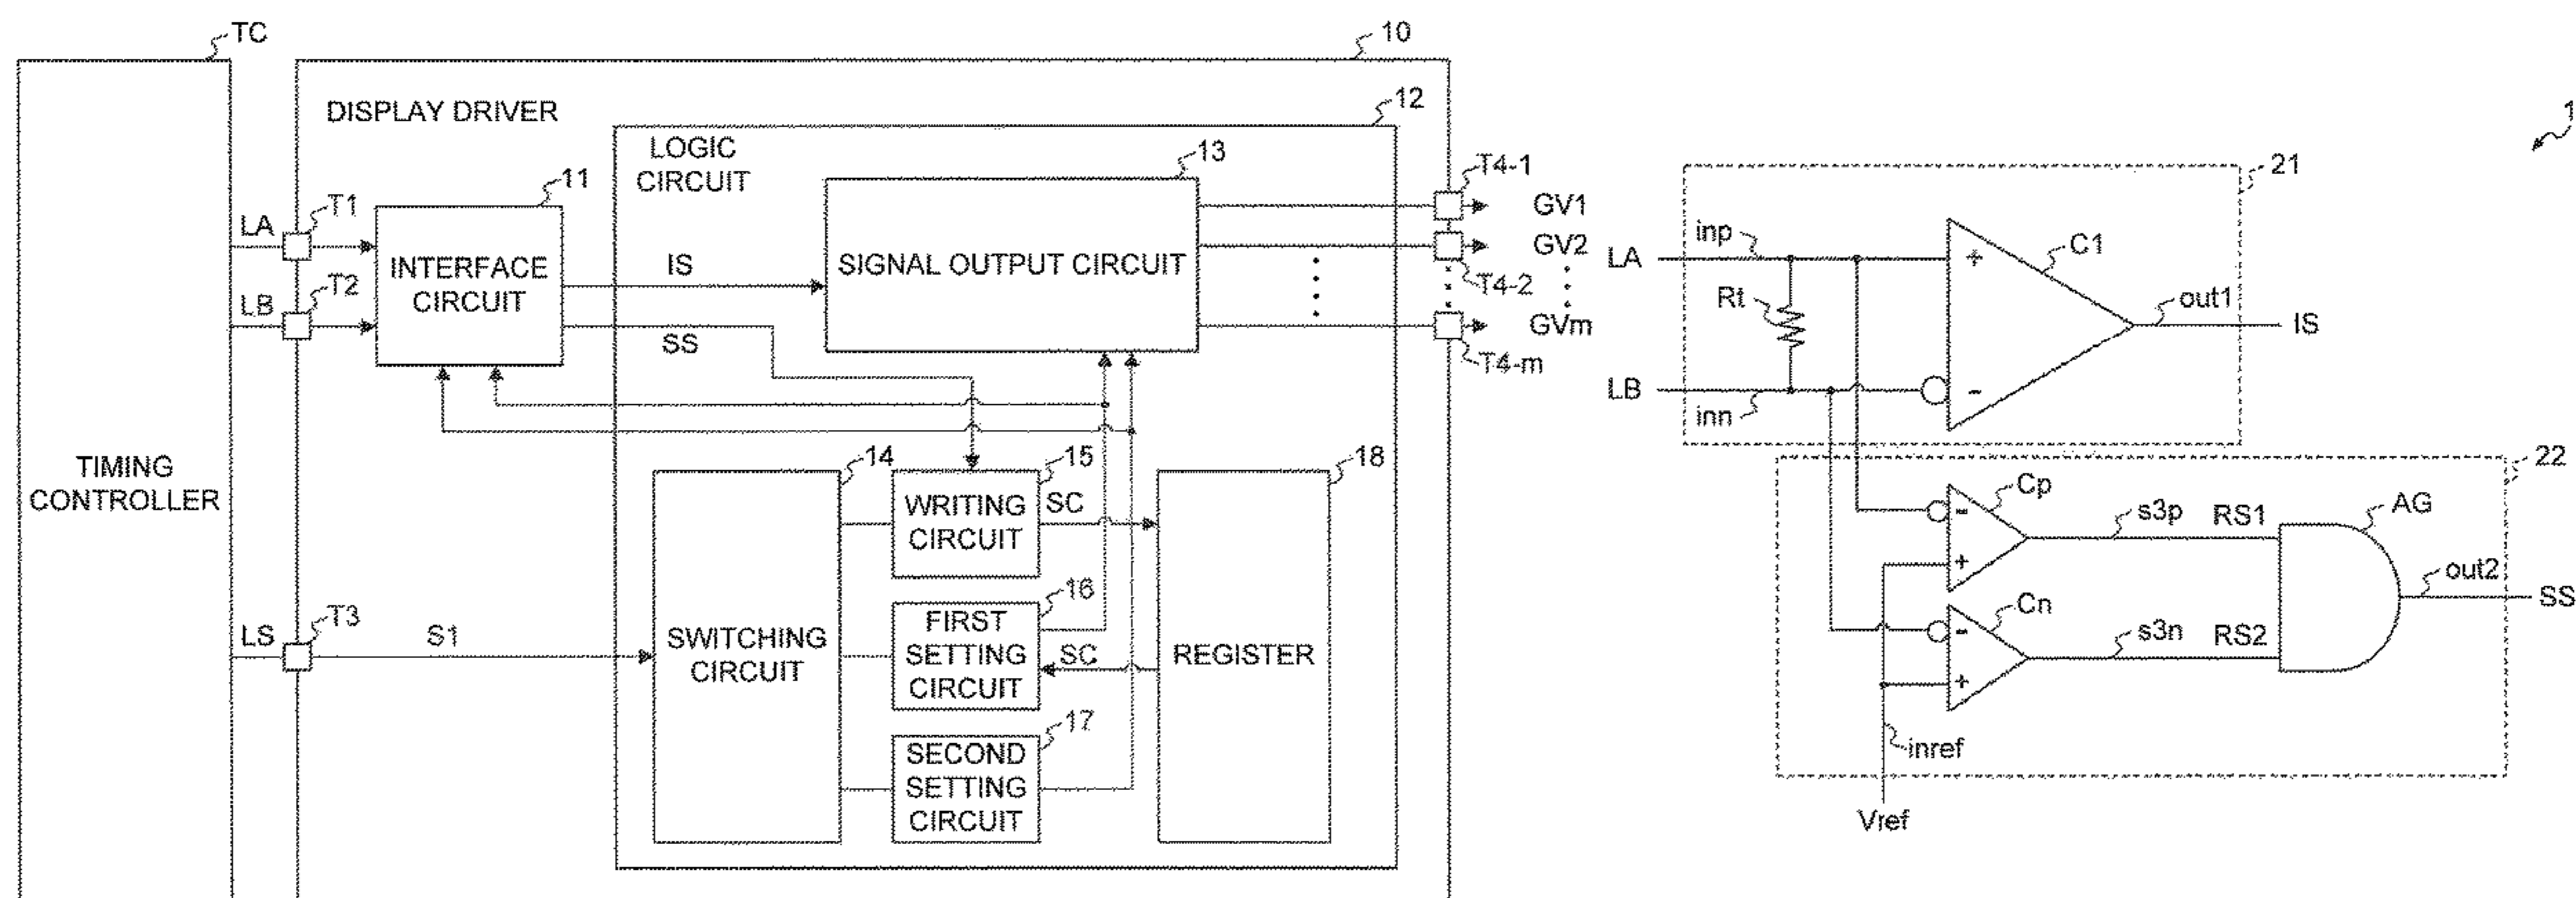 TC
10
DISPLAY DRIVER
12
LOGIC
CIRCUIT
13
11
T1
LA
INTERFACE
CIRCUIT
T2
LB
IS
SS
SIGNAL OUTPUT CIRCUIT
T4-1
GV1
GV2
T4-2
GVm
T4-m
TIMING
CONTROLLER
14
15
18
WRITING
CIRCUIT
SC
16
T3
LS
S1
SWITCHING
CIRCUIT
FIRST
SETTING
CIRCUIT
SC
REGISTER
17
SECOND
SETTING
CIRCUIT
1
21
inp
C1
LA
+
Rt
out1
IS
LB
-
inn
22
Cp
-
s3p
RS1
AG
+
Cn
out2
SS
-
s3n
RS2
+
inref
Vref